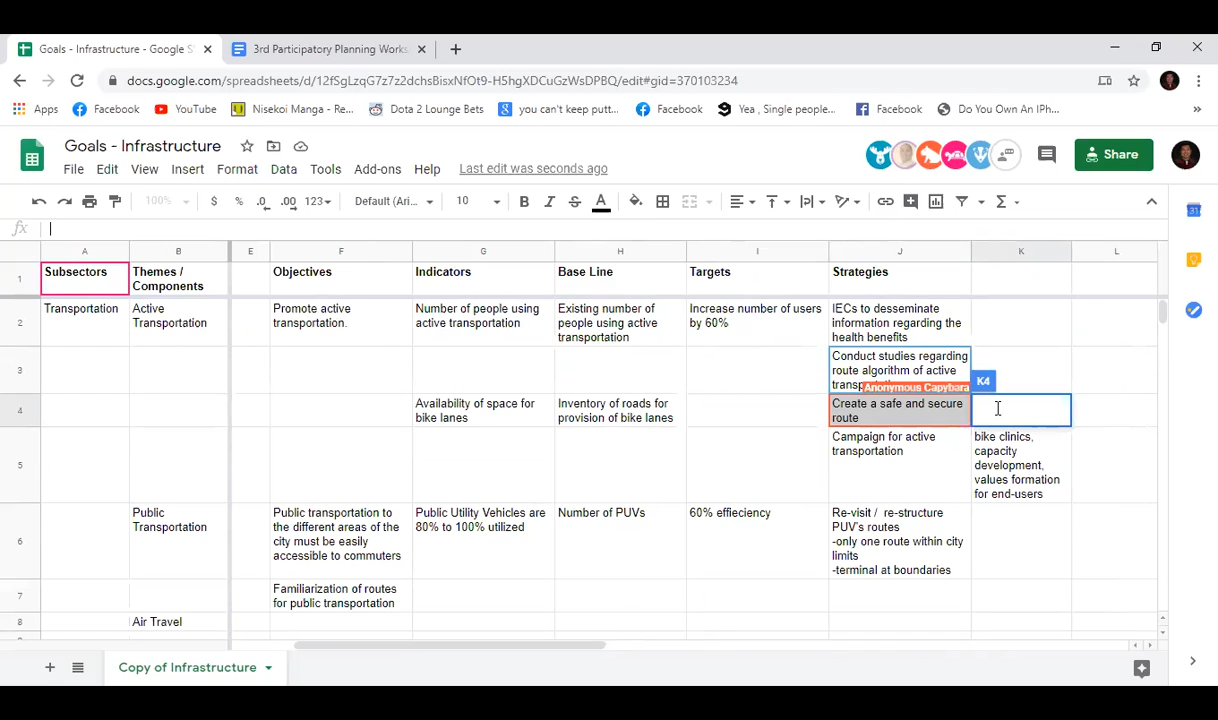 Goals - Infrastructure - Google S
3rd Participatory Planning Works
docs.google.com/spreadsheets/d/12fSgLzqG7z7z2dchsBisxNfOt9-H5hgXDCuGzWsDPBQ/edit#gid=370103234
Apps
Facebook
YouTube
Nisekoi Manga - Re...
Dota 2 Lounge Bets
you can't keep putt...
Facebook
Yea , Single people...
Facebook
Do You Own An IPh...
»
Goals - Infrastructure
Share
File Edit View Insert Format Data Tools Add-ons Help Last edit was seconds ago
100% $ % .0 .00 123 Default (Ari... 10 B I S A
fx
A B E F G H I J K L
1 Subsectors
Themes /
Components
Objectives
Indicators
Base Line
Targets
Strategies
2
Transportation
Active
Transportation
Promote active
transportation.
Number of people using
active transportation
Existing number of
people using active
transportation
Increase number of users
by 60%
IECs to desseminate
information regarding the
health benefits
3
Conduct studies regarding
route algorithm of active
Anonymous Capybara
K4
4
Availability of space for
bike lanes
Inventory of roads for
provision of bike lanes
Create a safe and secure
route
5
Campaign for active
transportation
bike clinics,
capacity
development,
values formation
for end-users
6
Public
Transportation
Public transportation to
the different areas of the
city must be easily
accessible to commuters
Public Utility Vehicles are
80% to 100% utilized
Number of PUVs
60% effieciency
Re-visit / re-structure
PUV's routes
-only one route within city
limits
-terminal at boundaries
7
Familiarization of routes
for public transportation
8
Air Travel
Copy of Infrastructure